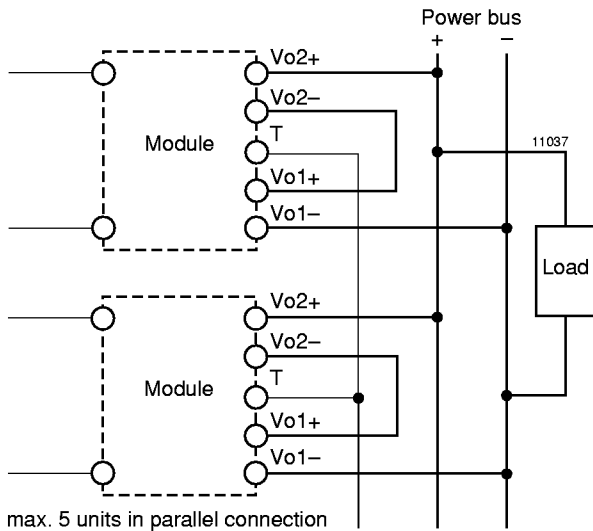 Power bus
+ −
Vo2+
Vo2−
T
Module
Vo1+
Vo1−
11037
Load
Vo2+
Vo2−
T
Module
Vo1+
Vo1−
max. 5 units in parallel connection